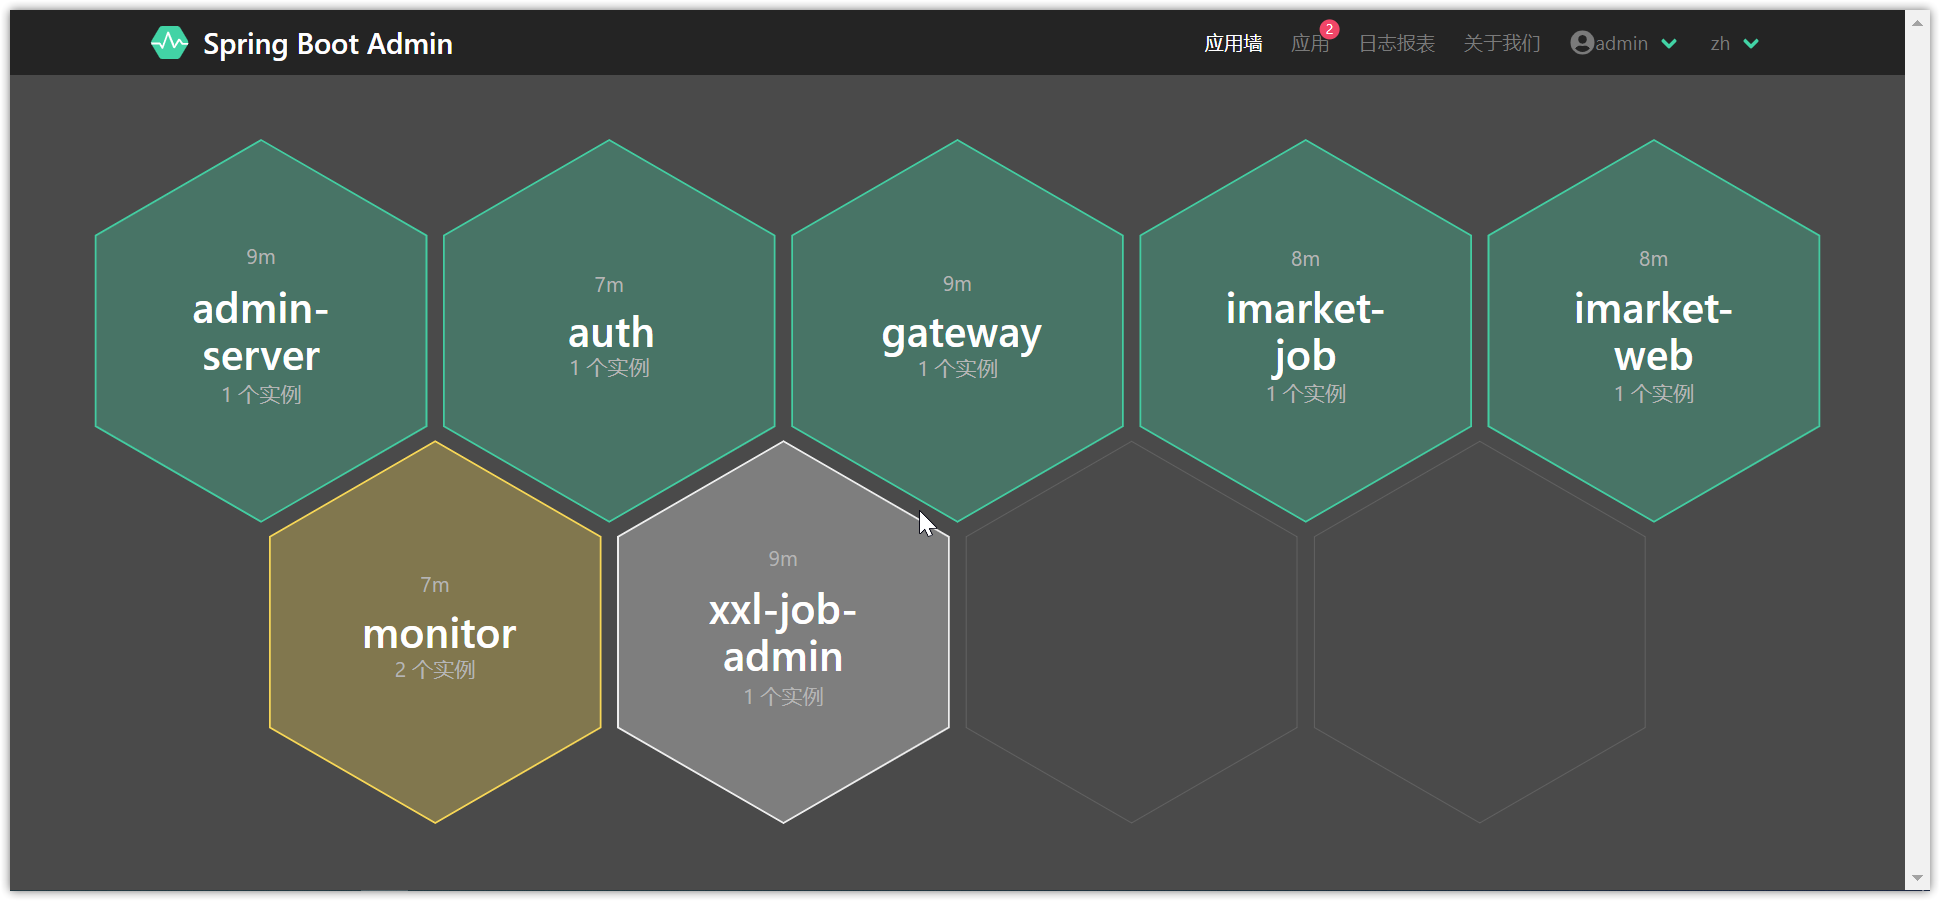 Spring Boot Admin
应用墙 应用 2 日志报表 关于我们 admin zh
9m
admin-
server
1 个实例
7m
auth
1 个实例
9m
gateway
1 个实例
8m
imarket-
job
1 个实例
8m
imarket-
web
1 个实例
7m
monitor
2 个实例
9m
xxl-job-
admin
1 个实例